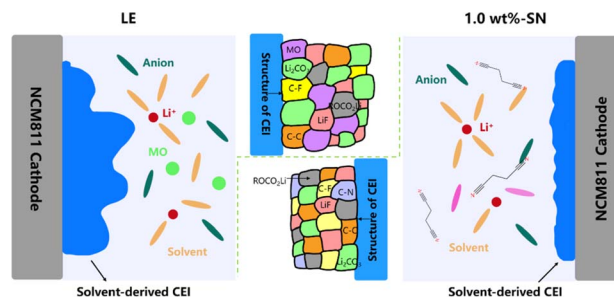 LE
1.0 wt%-SN
NCM811 Cathode
Anion
Li⁺
MO
Solvent
Solvent-derived CEI
Structure of CEI
MO
Li₂CO₃
C-F
ROCO₂Li
LiF
C-C
ROCO₂Li
C-F
C-N
LiF
C-C
Li₂CO₃
Structure of CEI
Anion
Li⁺
Solvent
Solvent-derived CEI
NCM811 Cathode